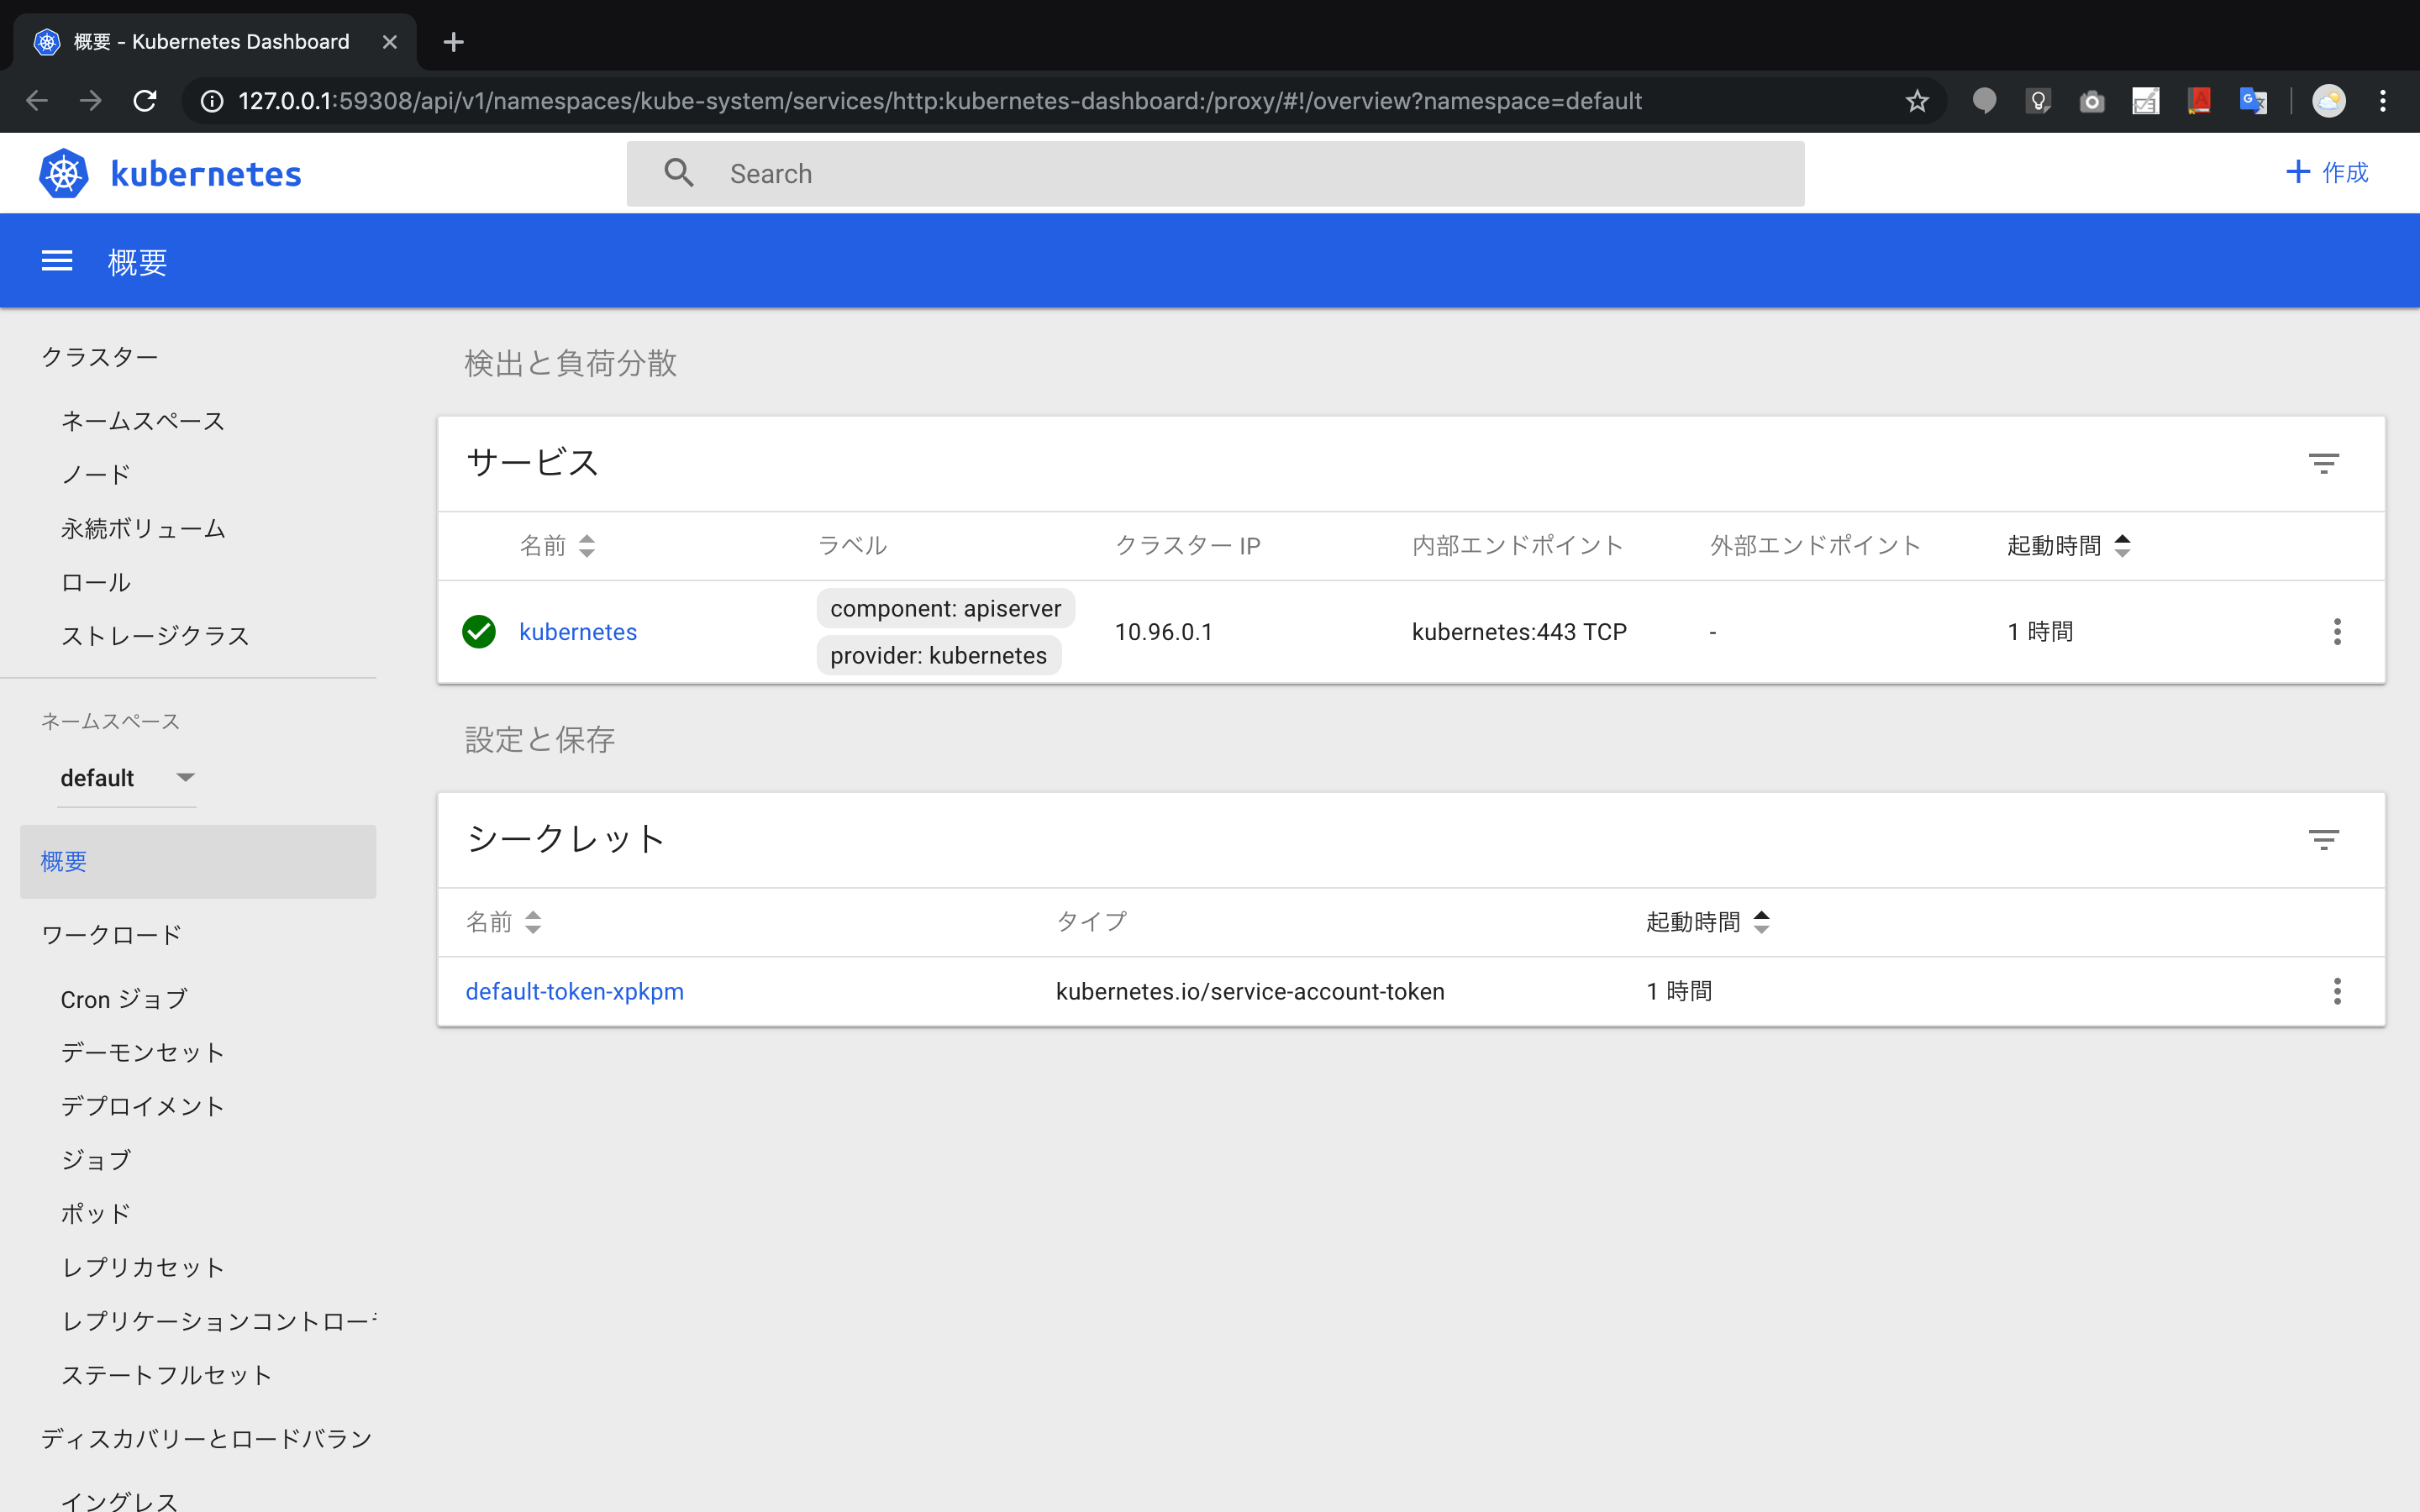 概要 - Kubernetes Dashboard
127.0.0.1:59308/api/v1/namespaces/kube-system/services/http:kubernetes-dashboard:/proxy/#!/overview?namespace=default
kubernetes
Search
作成
概要
クラスター
ネームスペース
ノード
永続ボリューム
ロール
ストレージクラス
ネームスペース
default
概要
ワークロード
Cron ジョブ
デーモンセット
デプロイメント
ジョブ
ポッド
レプリカセット
レプリケーションコントロー
ステートフルセット
ディスカバリーとロードバラン
イングレス
検出と負荷分散
サービス
名前 ラベル クラスター IP 内部エンドポイント 外部エンドポイント 起動時間
kubernetes component: apiserver provider: kubernetes 10.96.0.1 kubernetes:443 TCP - 1 時間
設定と保存
シークレット
名前 タイプ 起動時間
default-token-xpkpm kubernetes.io/service-account-token 1 時間